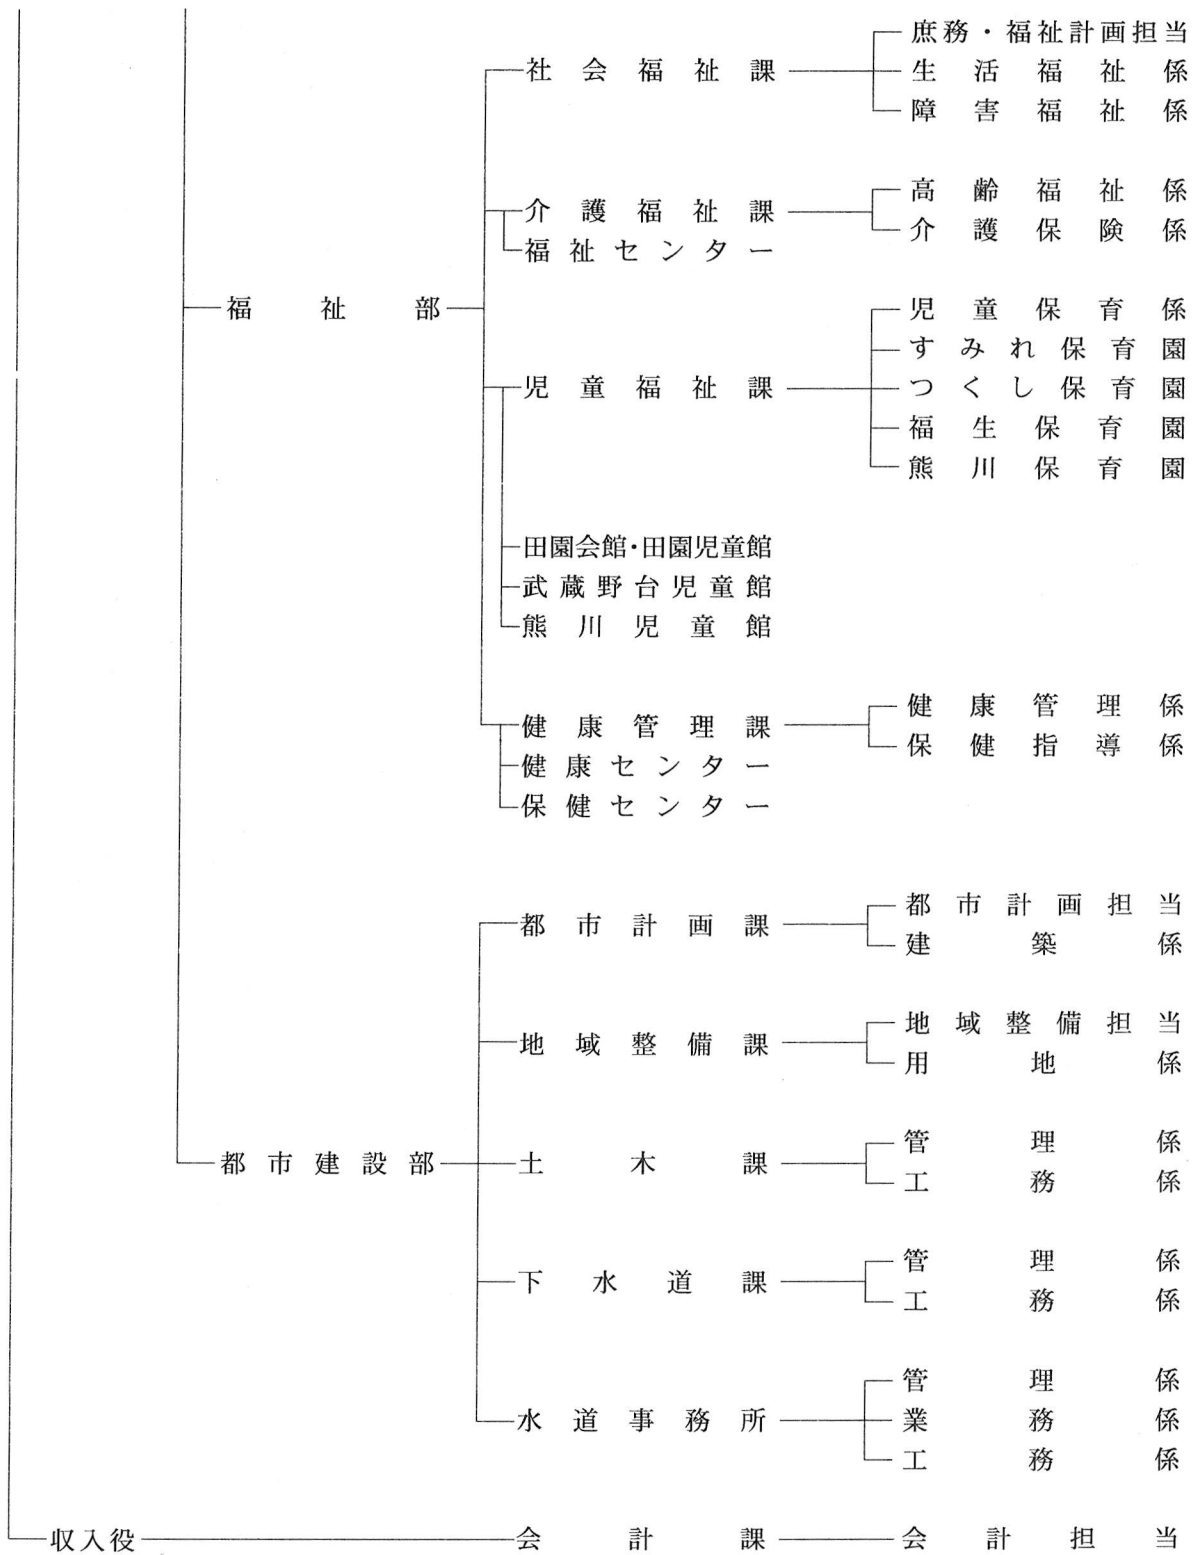 庶務・福祉計画担当
社会福祉課
生活福祉係
障害福祉係
高齢福祉係
介護福祉課
介護保険係
福祉センター
福祉部
児童保育係
すみれ保育園
児童福祉課
つくし保育園
福生保育園
熊川保育園
田園会館・田園児童館
武蔵野台児童館
熊川児童館
健康管理係
健康管理課
保健指導係
健康センター
保健センター
都市計画担当
都市計画課
建築係
地域整備担当
地域整備課
用地係
管理係
都市建設部
土木課
工務係
管理係
下水道課
工務係
管理係
水道事務所
業務係
工務係
収入役
会計課
会計担当